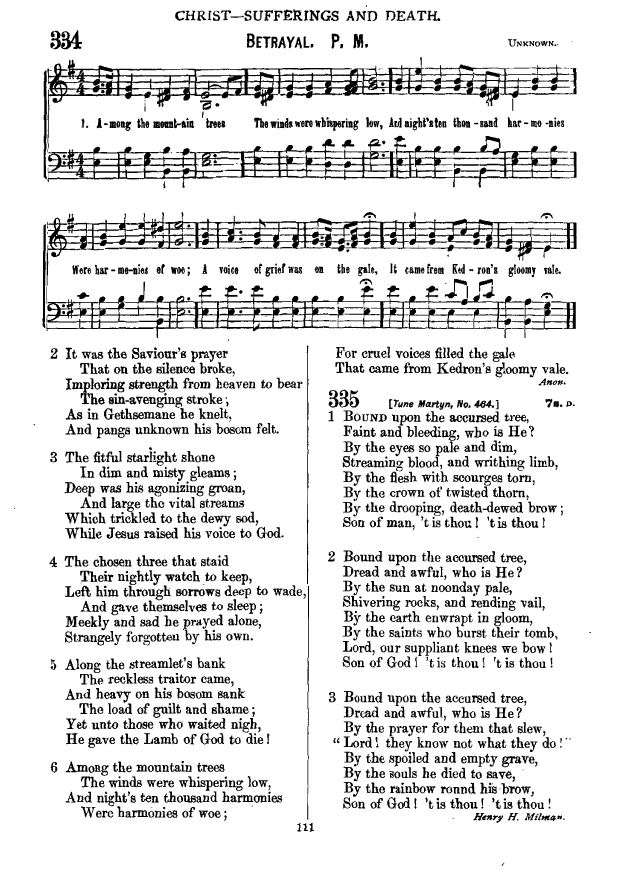 CHRIST—SUFFERINGS AND DEATH.
334
BETRAYAL. P. M.
UNKNOWN.
1. A-mong the mount-ain trees The winds were whispering low, And night's ten thou-sand har-mo-nies
Were har-mo-nies of woe; A voice of grief was on the gale, It came from Ked-ron's gloomy vale.
2 It was the Saviour's prayer
That on the silence broke,
Imploring strength from heaven to bear
The sin-avenging stroke;
As in Gethsemane he knelt,
And pangs unknown his bosom felt.
3 The fitful starlight shone
In dim and misty gleams;
Deep was his agonizing groan,
And large the vital streams
Which trickled to the dewy sod,
While Jesus raised his voice to God.
4 The chosen three that staid
Their nightly watch to keep,
Left him through sorrows deep to wade,
And gave themselves to sleep;
Meekly and sad he prayed alone,
Strangely forgotten by his own.
5 Along the streamlet's bank
The reckless traitor came,
And heavy on his bosom sank
The load of guilt and shame;
Yet unto those who waited nigh,
He gave the Lamb of God to die!
6 Among the mountain trees
The winds were whispering low,
And night's ten thousand harmonies
Were harmonies of woe;
For cruel voices filled the gale
That came from Kedron's gloomy vale.
Anon.
335
[Tune Martyn, No. 464.] 7s. D.
1 BOUND upon the accursed tree,
Faint and bleeding, who is He?
By the eyes so pale and dim,
Streaming blood, and writhing limb,
By the flesh with scourges torn,
By the crown of twisted thorn,
By the drooping, death-dewed brow;
Son of man, 't is thou! 't is thou!
2 Bound upon the accursed tree,
Dread and awful, who is He?
By the sun at noonday pale,
Shivering rocks, and rending vail,
By the earth enwrapt in gloom,
By the saints who burst their tomb,
Lord, our suppliant knees we bow!
Son of God! 't is thou! 't is thou!
3 Bound upon the accursed tree,
Dread and awful, who is He?
By the prayer for them that slew,
"Lord! they know not what they do!"
By the spoiled and empty grave,
By the souls he died to save,
By the rainbow round his brow,
Son of God! 't is thou! 't is thou!
Henry H. Milman.
111